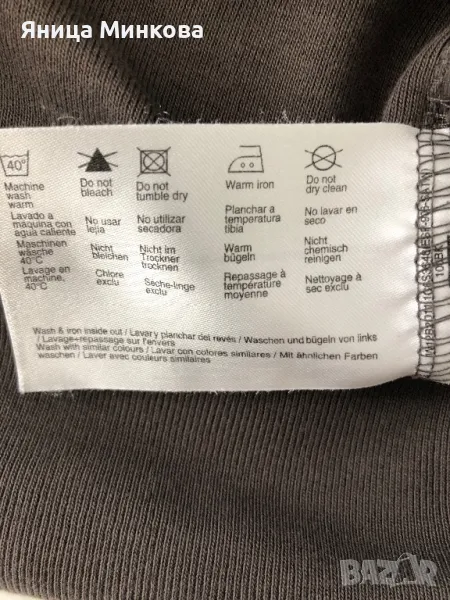 Яница Минкова
40°
Machine
wash
warm
Do not
bleach
Do not
tumble dry
Warm iron
Do not
dry clean
Lavado a
máquina con
agua caliente
No usar
lejia
No utilizar
secadora
Planchar a
temperatura
tibia
No lavar en
seco
Maschinen
wäsche
40°C
Nicht
bleichen
Nicht im
Trockner
trocknen
Warm
bügeln
Nicht
chemisch
reinigen
Lavage en
machine,
40°C
Chlore
exclu
Sèche-linge
exclu
Repassage à
température
moyenne
Nettoyage à
sec exclu
Wash & iron inside out / Lavar y planchar del revés / Waschen und bügeln von links
/ Lavage+repassage sur l'envers
Wash with similar colours / Lavar con colores similares / Mit ähnlichen Farben
waschen / Laver avec couleurs similaires
BAZAR